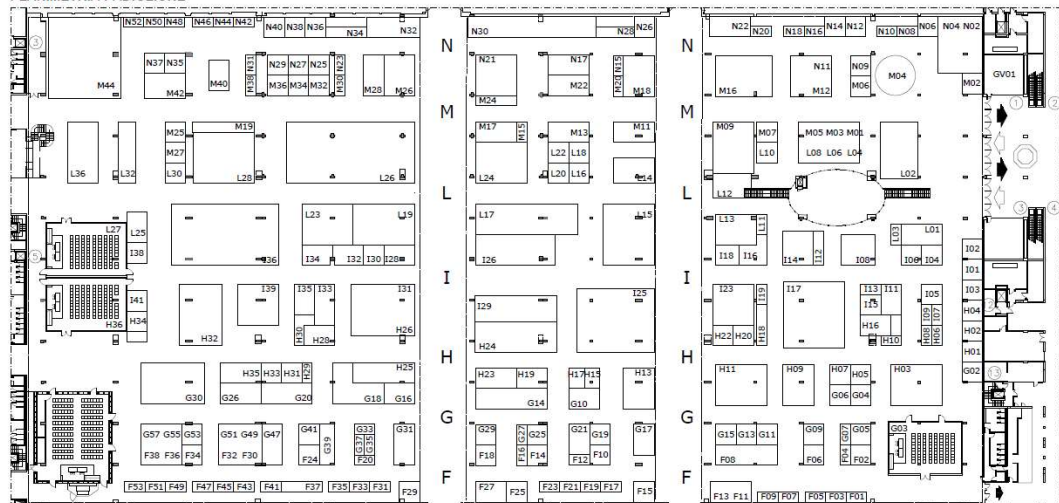 N52 N50 N48 N46 N44 N42 N40 N38 N36 N34 N32 N30 N28 N26 N22 N20 N18 N16 N14 N12 N10 N08 N06 N04 N02
N
N
M44 N37 N35 M42 M40 M38 N31 N29 N27 N25 N23 M36 M34 M32 M30 M28 M26 N21 M24 N17 M22 N15 M20 M18 M16 N11 M12 N09 M06 M04 M02 GV01
M
M
1 2
L36 L32 M25 M27 L30 M19 L28 L26 M17 M15 L24 M13 L22 L18 L20 L16 M11 L14 M09 L12 M07 L10 M05 M03 M01 L08 L06 L04 L02
L
L
L27 L25 I38 I36 L23 L19 I34 I32 I30 I28 L17 I26 L15 L13 L11 I18 I16 I14 I12 I08 L03 L01 I06 I04 I02 I01
3 4
5
I
I
H36 I41 H34 H32 I39 I35 I33 H30 H28 I31 H26 I29 H24 I25 I23 I19 H22 H20 H18 I17 I13 I11 I15 H16 H10 I05 I09 I07 H08 H06 I03 H04 H02 H01 G02
H
H
G30 H35 H33 H31 H29 G26 G20 H25 G18 G16 H23 H19 G14 H17 H15 G10 H13 H11 H09 H07 H05 G06 G04 H03
G
G
G57 G55 G53 F38 F36 F34 G51 G49 G47 F32 F30 G41 F24 G39 G33 G37 G35 F20 G31 G29 F18 G27 F16 G25 F14 G21 F12 G19 F10 G17 G15 G13 G11 F08 G09 F06 G07 F04 G05 F02 G03
F
F
F53 F51 F49 F47 F45 F43 F41 F37 F35 F33 F31 F29 F27 F25 F23 F21 F19 F17 F15 F13 F11 F09 F07 F05 F03 F01